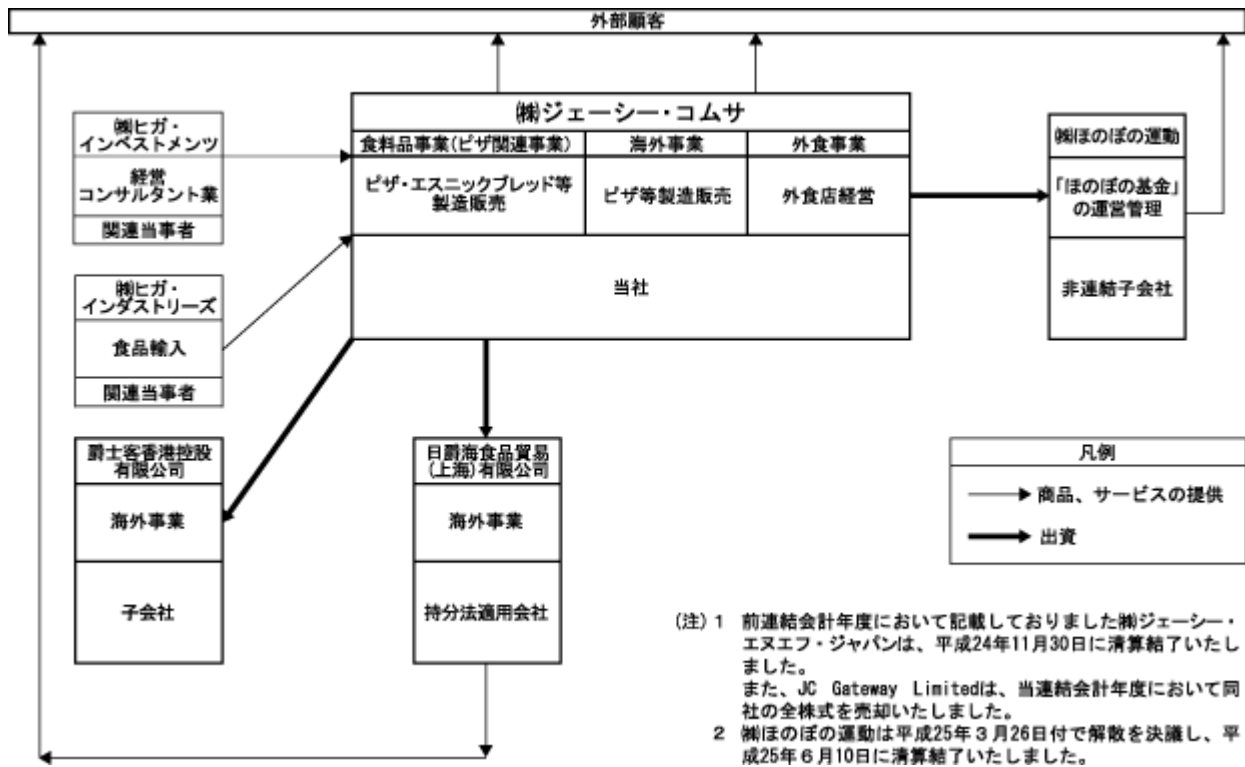 外部顧客
㈱ヒガ・
インベストメンツ
経営
コンサルタント業
関連当事者
㈱ヒガ・
インダストリーズ
食品輸入
関連当事者
㈱ジェーシー・コムサ
食料品事業(ピザ関連事業)
海外事業
外食事業
ピザ・エスニックブレッド等
製造販売
ピザ等製造販売
外食店経営
当社
㈱ほのぼの運動
「ほのぼの基金」
の運営管理
非連結子会社
爵士客香港控股
有限公司
海外事業
子会社
日爵海食品貿易
(上海)有限公司
海外事業
持分法適用会社
凡例
商品、サービスの提供
出資
(注) 1 前連結会計年度において記載しておりました㈱ジェーシー・
エヌエフ・ジャパンは、平成24年11月30日に清算結了いたし
ました。
また、JC Gateway Limitedは、当連結会計年度において同
社の全株式を売却いたしました。
2 ㈱ほのぼの運動は平成25年3月26日付で解散を決議し、平
成25年6月10日に清算結了いたしました。